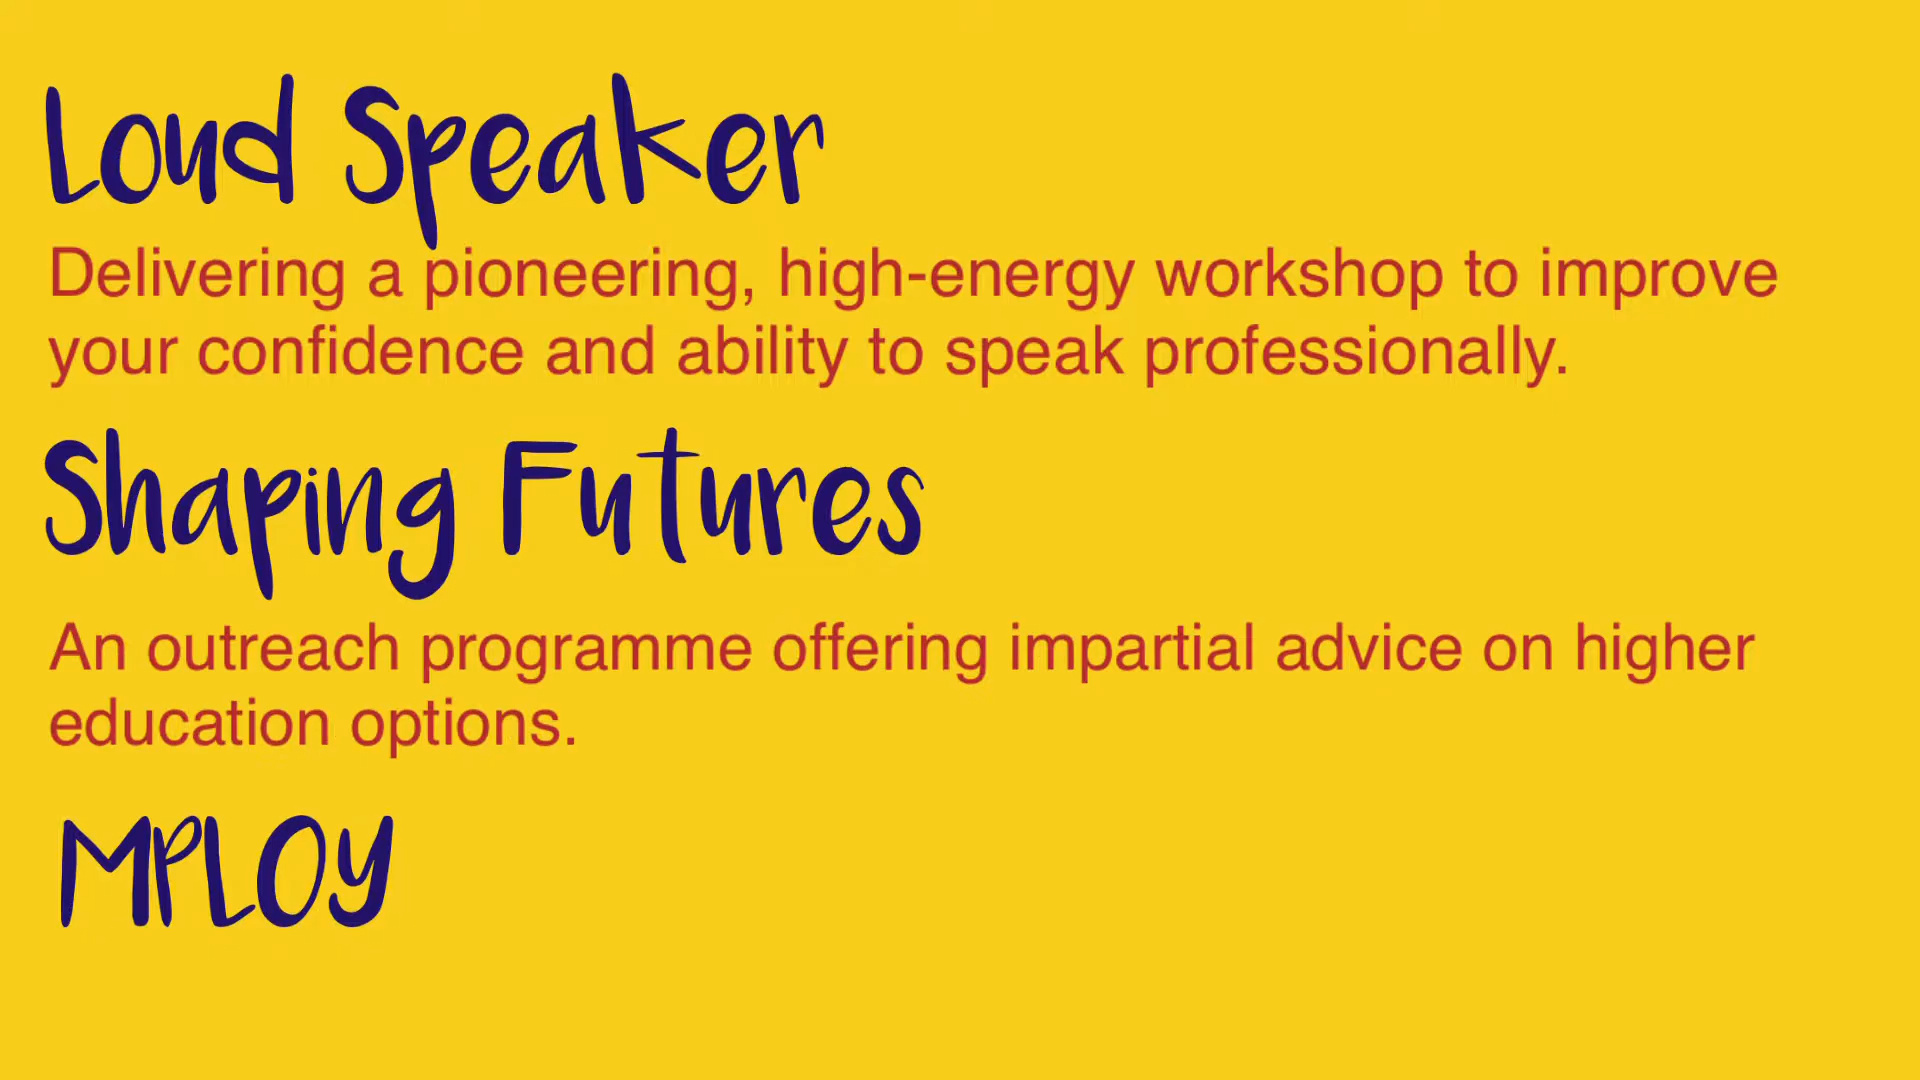 Loud Speaker
Delivering a pioneering, high-energy workshop to improve
your confidence and ability to speak professionally.
Shaping Futures
An outreach programme offering impartial advice on higher
education options.
MPLOY